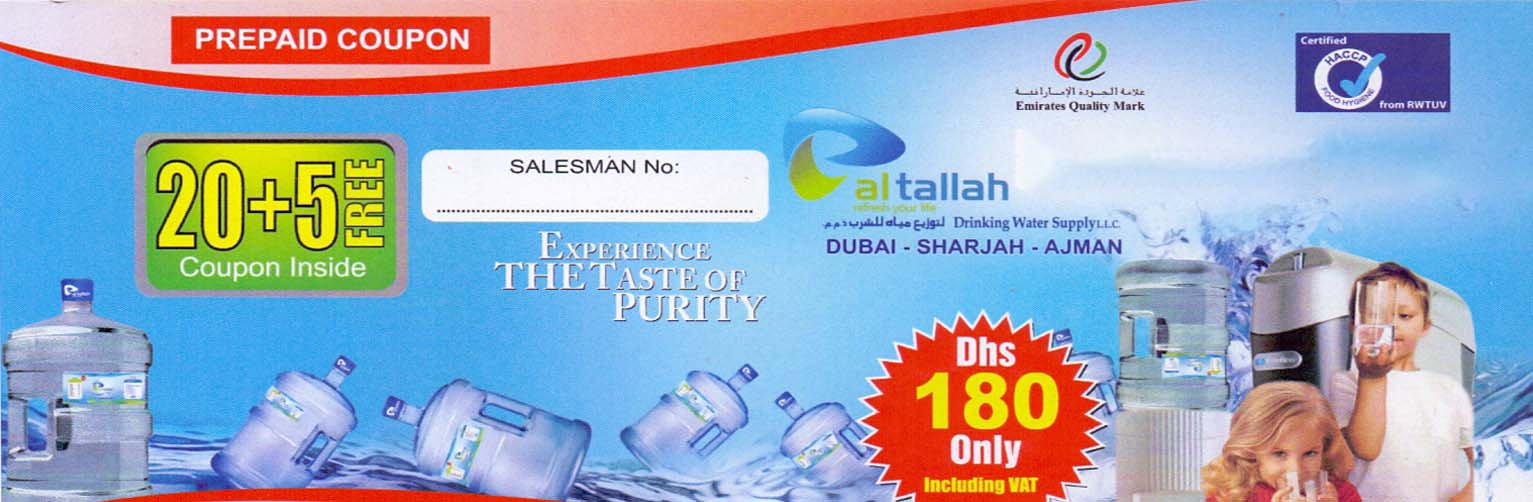 PREPAID COUPON
Certified
HACCP
FOOD HYGIENE
from RWTUV
علامة الجودة الإماراتية
Emirates Quality Mark
20+5
FREE
Coupon Inside
SALESMAN No:
al tallah
refresh your life
لتوزيع مياه للشرب ذ.م.م. Drinking Water Supply L.L.C.
DUBAI - SHARJAH - AJMAN
EXPERIENCE
THE TASTE OF
PURITY
Dhs
180
Only
Including VAT